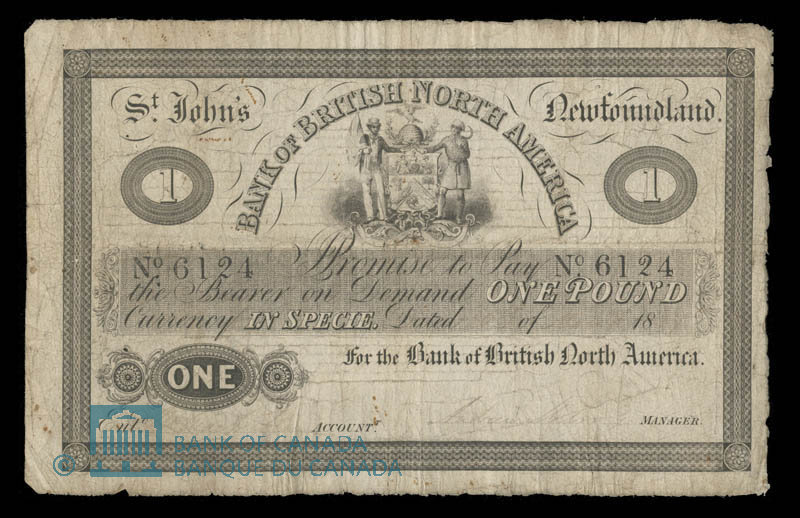 St. John's
BANK OF BRITISH NORTH AMERICA
Newfoundland.
1
1
No 6124 Promise to Pay No 6124
the Bearer on Demand ONE POUND
Currency IN SPECIE. Dated of 18
For the Bank of British North America.
ONE
Entd.
ACCOUNT.t
MANAGER.
© BANK OF CANADA
BANQUE DU CANADA